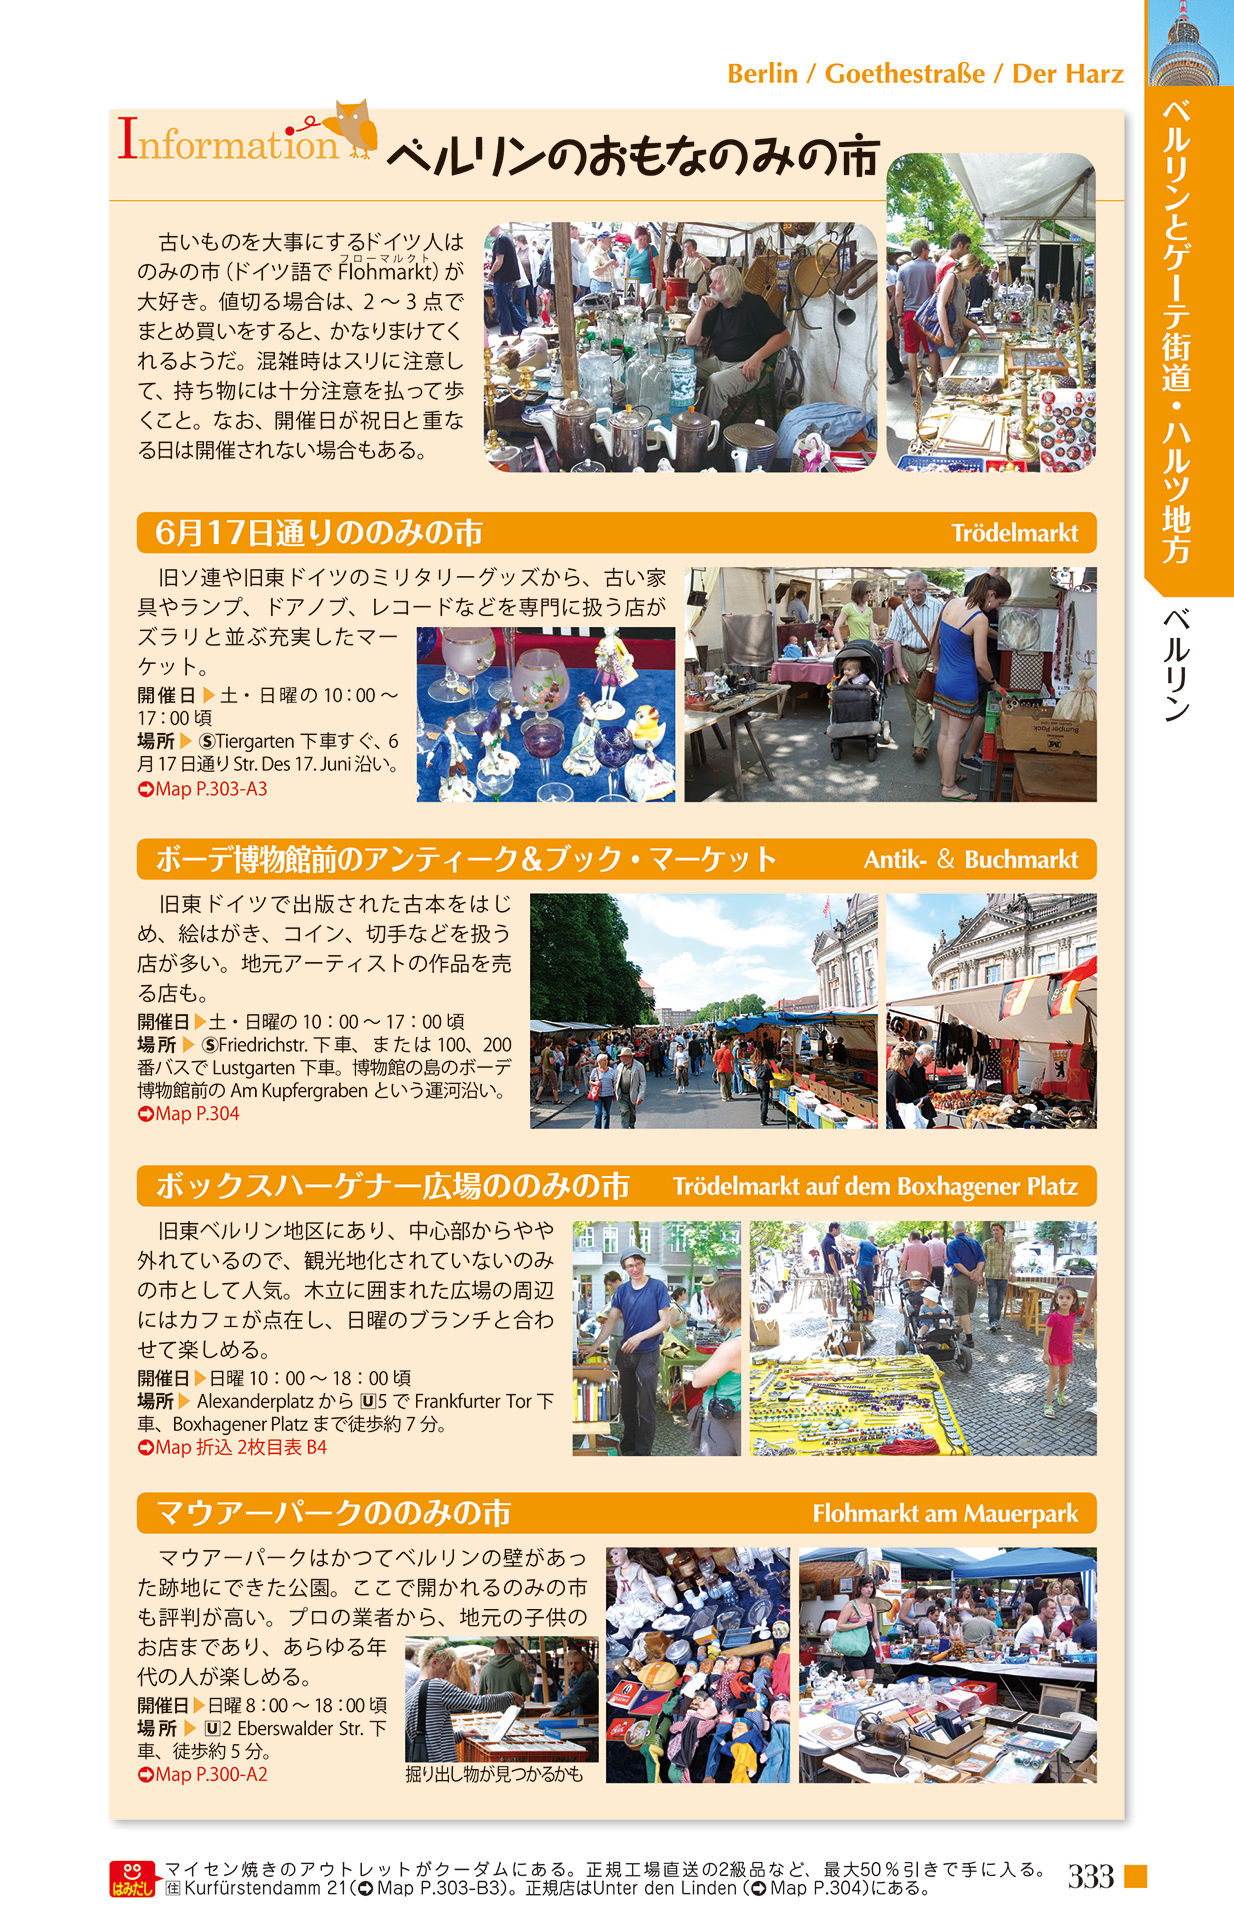 Berlin / Goethestraße / Der Harz
Information
ベルリンのおもなのみの市
古いものを大事にするドイツ人は
フローマルクト
のみの市（ドイツ語で Flohmarkt）が
大好き。値切る場合は、2 ～ 3 点で
まとめ買いをすると、かなりまけてく
れるようだ。混雑時はスリに注意し
て、持ち物には十分注意を払って歩
くこと。なお、開催日が祝日と重な
る日は開催されない場合もある。
6月17日通りののみの市
Trödelmarkt
旧ソ連や旧東ドイツのミリタリーグッズから、古い家
具やランプ、ドアノブ、レコードなどを専門に扱う店が
ズラリと並ぶ充実したマー
ケット。
開催日▶土・日曜の 10：00 ～
17：00 頃
場所▶ ⓈTiergarten 下車すぐ、6
月 17 日通り Str. Des 17. Juni 沿い。
➲Map P.303-A3
ボーデ博物館前のアンティーク＆ブック・マーケット
Antik- ＆ Buchmarkt
旧東ドイツで出版された古本をはじ
め、絵はがき、コイン、切手などを扱う
店が多い。地元アーティストの作品を売
る店も。
開催日▶土・日曜の 10：00 ～ 17：00 頃
場所▶ ⓈFriedrichstr. 下車、または 100、200
番バスで Lustgarten 下車。博物館の島のボーデ
博物館前の Am Kupfergraben という運河沿い。
➲Map P.304
ボックスハーゲナー広場ののみの市
Trödelmarkt auf dem Boxhagener Platz
旧東ベルリン地区にあり、中心部からやや
外れているので、観光地化されていないのみ
の市として人気。木立に囲まれた広場の周辺
にはカフェが点在し、日曜のブランチと合わ
せて楽しめる。
開催日▶日曜 10：00 ～ 18：00 頃
場所▶ Alexanderplatz から U5 で Frankfurter Tor 下
車、Boxhagener Platz まで徒歩約 7 分。
➲Map 折込 2枚目表 B4
マウアーパークののみの市
Flohmarkt am Mauerpark
マウアーパークはかつてベルリンの壁があっ
た跡地にできた公園。ここで開かれるのみの市
も評判が高い。プロの業者から、地元の子供の
お店まであり、あらゆる年
代の人が楽しめる。
開催日▶日曜 8：00 ～ 18：00 頃
場所▶ U2 Eberswalder Str. 下
車、徒歩約 5 分。
➲Map P.300-A2
掘り出し物が見つかるかも
ベルリンとゲーテ街道・ハルツ地方
ベルリン
はみだし
マイセン焼きのアウトレットがクーダムにある。正規工場直送の2級品など、最大50％引きで手に入る。
住 Kurfürstendamm 21（➲ Map P.303-B3）。正規店はUnter den Linden（➲ Map P.304）にある。
333